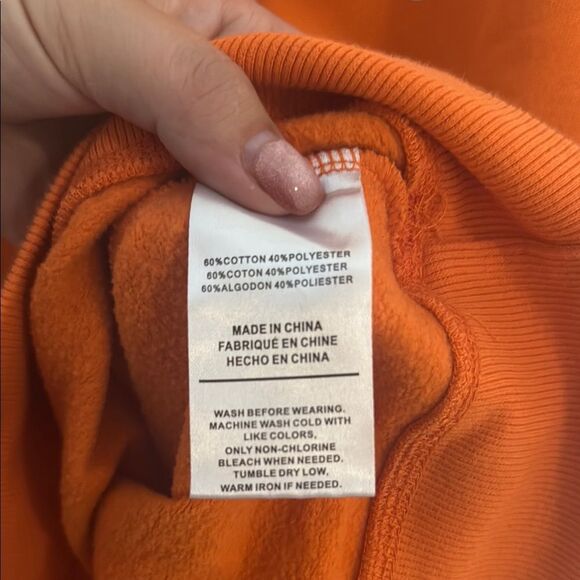 60%COTTON 40%POLYESTER
60%COTON 40%POLYESTER
60%ALGODON 40%POLIESTER
MADE IN CHINA
FABRIQUÉ EN CHINE
HECHO EN CHINA
WASH BEFORE WEARING.
MACHINE WASH COLD WITH
LIKE COLORS,
ONLY NON-CHLORINE
BLEACH WHEN NEEDED.
TUMBLE DRY LOW,
WARM IRON IF NEEDED.